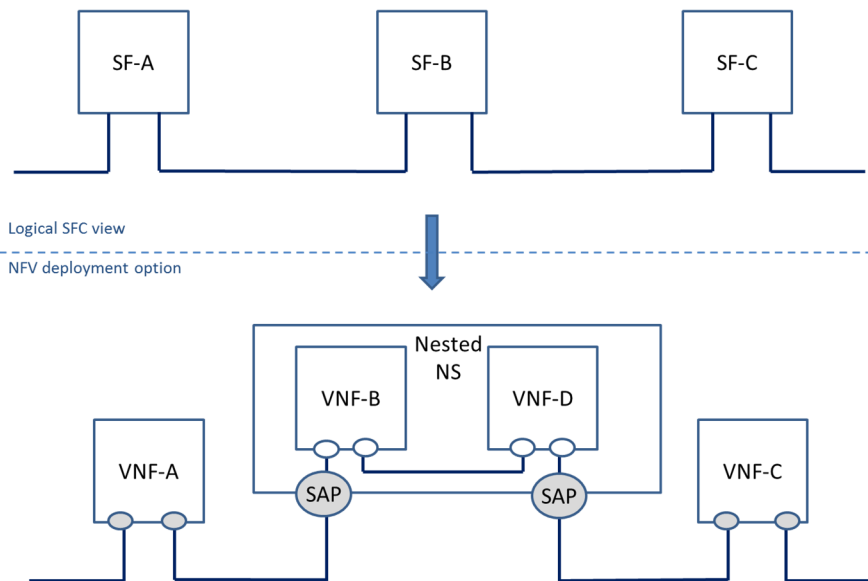 SF-A
SF-B
SF-C
Logical SFC view
NFV deployment option
Nested
NS
VNF-B
VNF-D
VNF-A
VNF-C
SAP
SAP